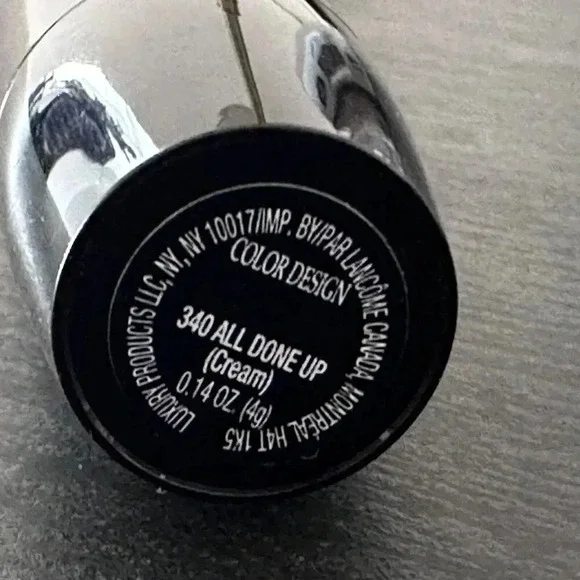 LUXURY PRODUCTS LLC, NY, NY 10017/IMP. BY/PAR LANCÔME CANADA, MONTRÉAL H4T 1K5
COLOR DESIGN
340 ALL DONE UP
(Cream)
0.14 OZ. (4g)